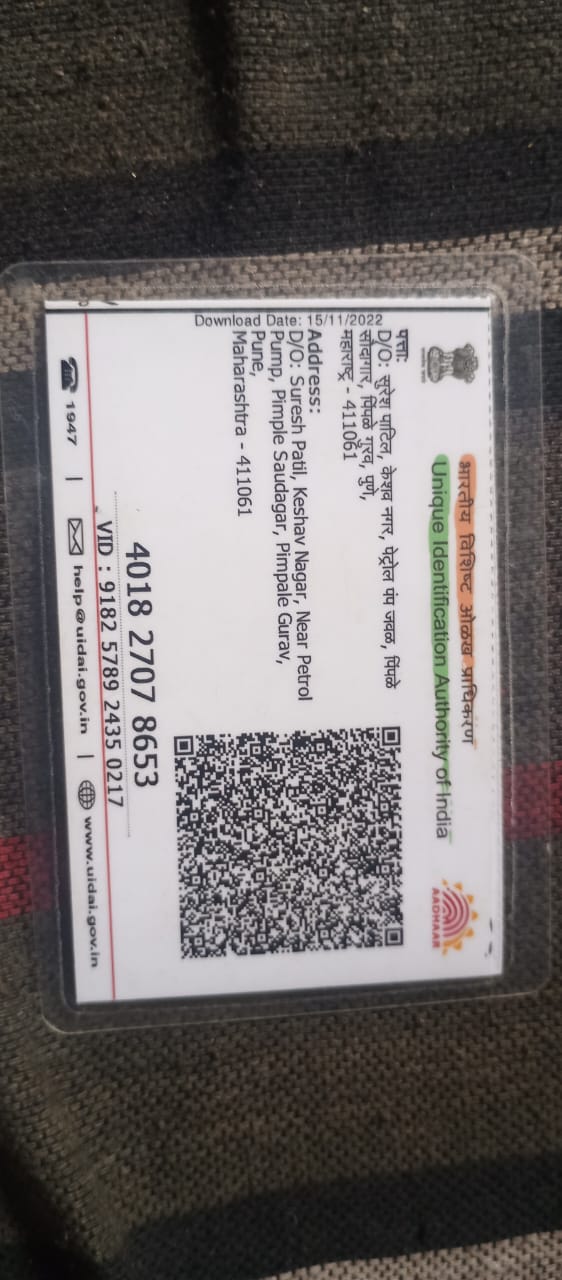 भारतीय विशिष्ट ओळख प्राधिकरण
Unique Identification Authority of India
AADHAAR
Download Date: 15/11/2022
पत्ता:
D/O: सुरेश पाटिल, केशव नगर, पेट्रोल पंप जवळ, पिंपळे
सौदागर, पिंपळे गुरव, पुणे,
महाराष्ट्र - 411061
Address:
D/O: Suresh Patil, Keshav Nagar, Near Petrol
Pump, Pimple Saudagar, Pimpale Gurav,
Pune,
Maharashtra - 411061
4018 2707 8653
VID : 9182 5789 2435 0217
1947 | help@uidai.gov.in | www.uidai.gov.in